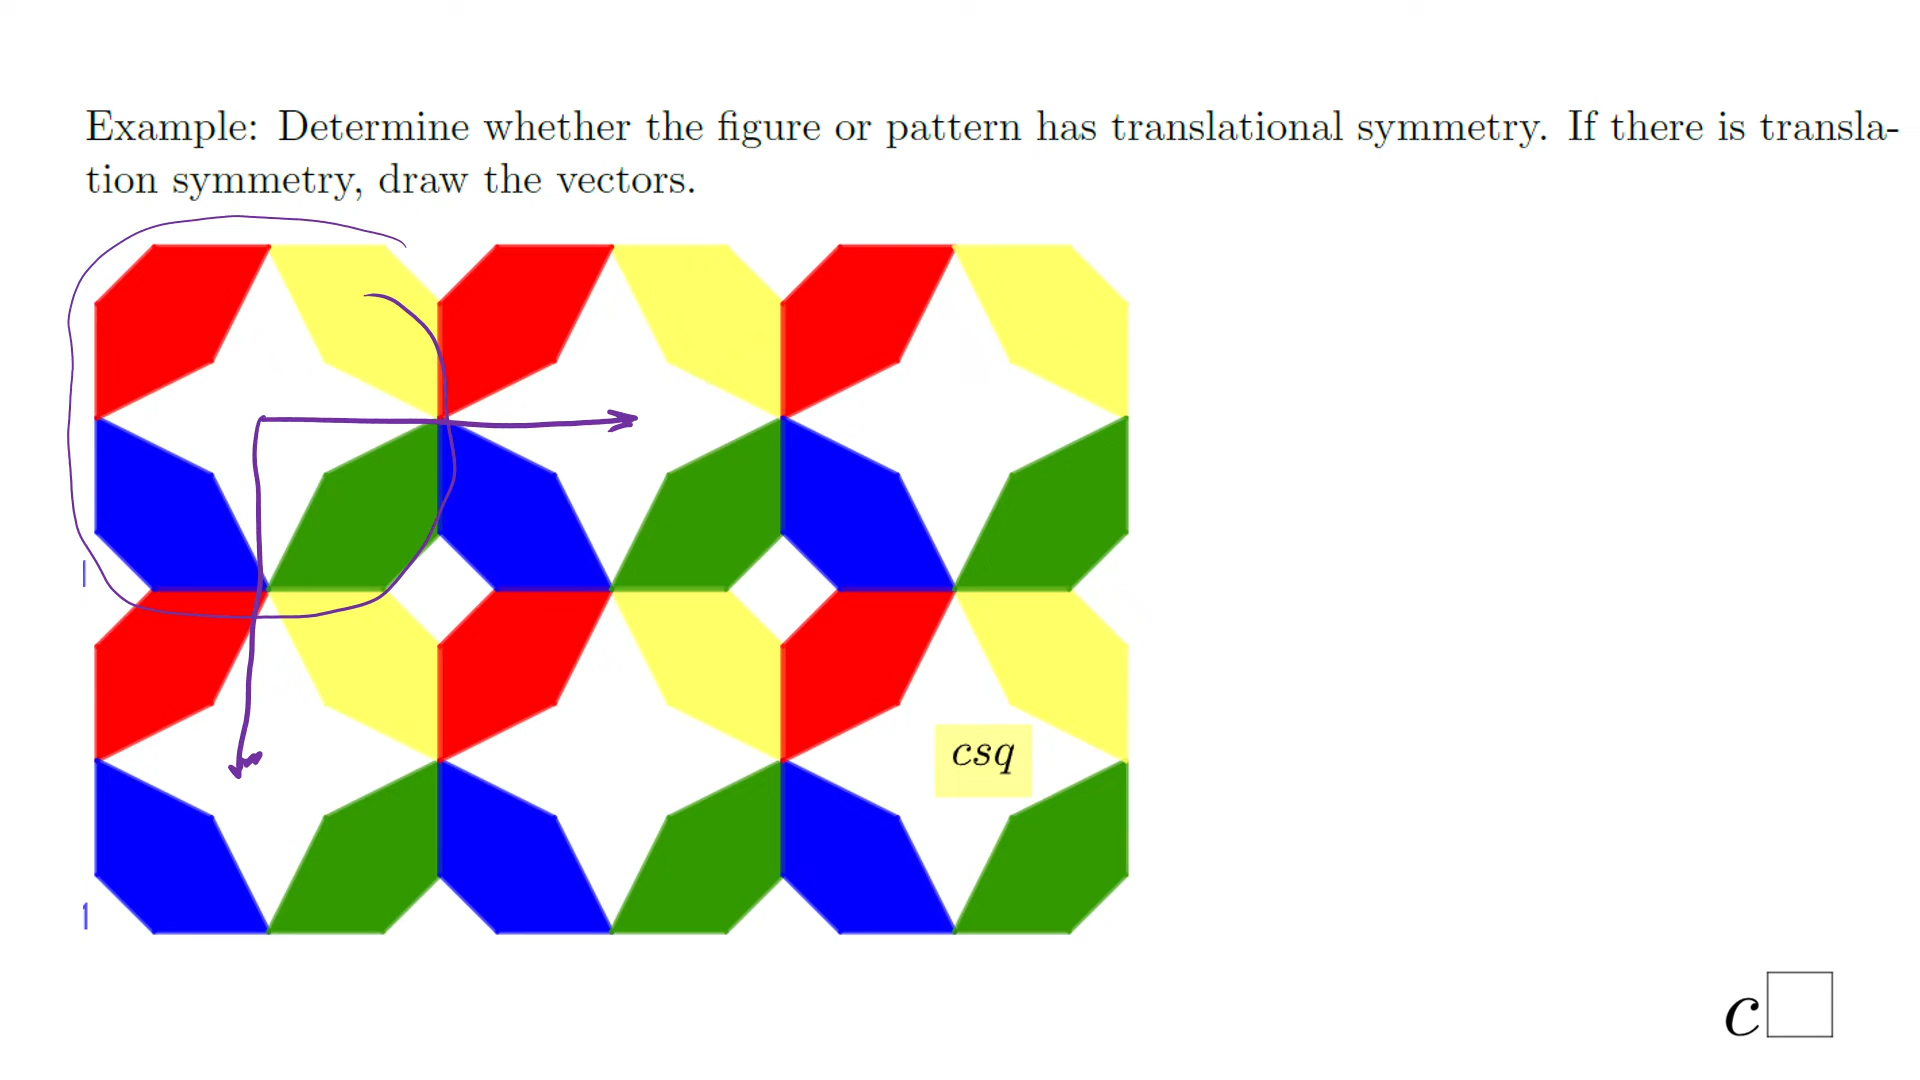 Example: Determine whether the figure or pattern has translational symmetry. If there is transla-
tion symmetry, draw the vectors.
csq
1
c